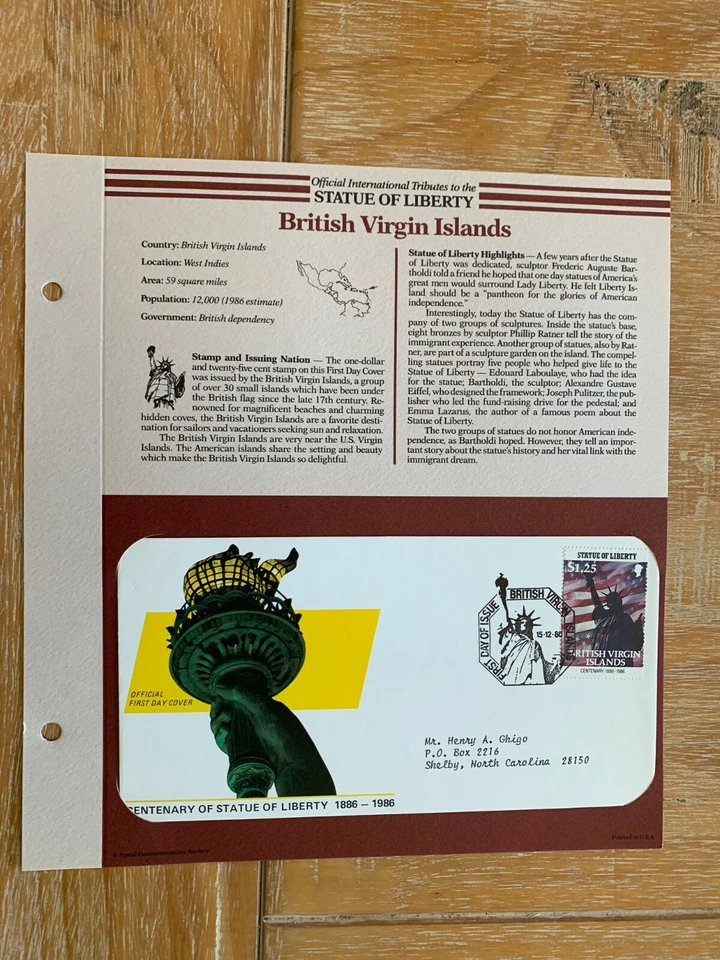 Official International Tributes to the
STATUE OF LIBERTY
British Virgin Islands
Country: British Virgin Islands
Location: West Indies
Area: 59 square miles
Population: 12,000 (1986 estimate)
Government: British dependency
Stamp and Issuing Nation — The one-dollar
and twenty-five cent stamp on this First Day Cover
was issued by the British Virgin Islands, a group
of over 30 small islands which have been under
the British flag since the late 17th century. Re-
nowned for magnificent beaches and charming
hidden coves, the British Virgin Islands are a favorite desti-
nation for sailors and vacationers seeking sun and relaxation.
The British Virgin Islands are very near the U.S. Virgin
Islands. The American islands share the setting and beauty
which make the British Virgin Islands so delightful.
Statue of Liberty Highlights — A few years after the Statue
of Liberty was dedicated, sculptor Frederic Auguste Bar-
tholdi told a friend he hoped that one day statues of America's
great men would surround Lady Liberty. He felt Liberty Is-
land should be a "pantheon for the glories of American
independence."
Interestingly, today the Statue of Liberty has the com-
pany of two groups of sculptures. Inside the statue's base,
eight bronzes by sculptor Phillip Ratner tell the story of the
immigrant experience. Another group of statues, also by Rat-
ner, are part of a sculpture garden on the island. The compel-
ling statues portray five people who helped give life to the
Statue of Liberty — Edouard Laboulaye, who had the idea
for the statue; Bartholdi, the sculptor; Alexandre Gustave
Eiffel, who designed the framework; Joseph Pulitzer, the pub-
lisher who led the fund-raising drive for the pedestal; and
Emma Lazarus, the author of a famous poem about the
Statue of Liberty.
The two groups of statues do not honor American inde-
pendence, as Bartholdi hoped. However, they tell an impor-
tant story about the statue's history and her vital link with the
immigrant dream.
OFFICIAL
FIRST DAY COVER
CENTENARY OF STATUE OF LIBERTY 1886 – 1986
FIRST DAY OF ISSUE
BRITISH VIRGIN ISLANDS
15-12-86
STATUE OF LIBERTY
$1.25
BRITISH VIRGIN
ISLANDS
CENTENARY 1886-1986
Mr. Henry A. Ghigo
P.O. Box 2216
Shelby, North Carolina 28150
© Postal Commemorative Society
Printed in U.S.A.